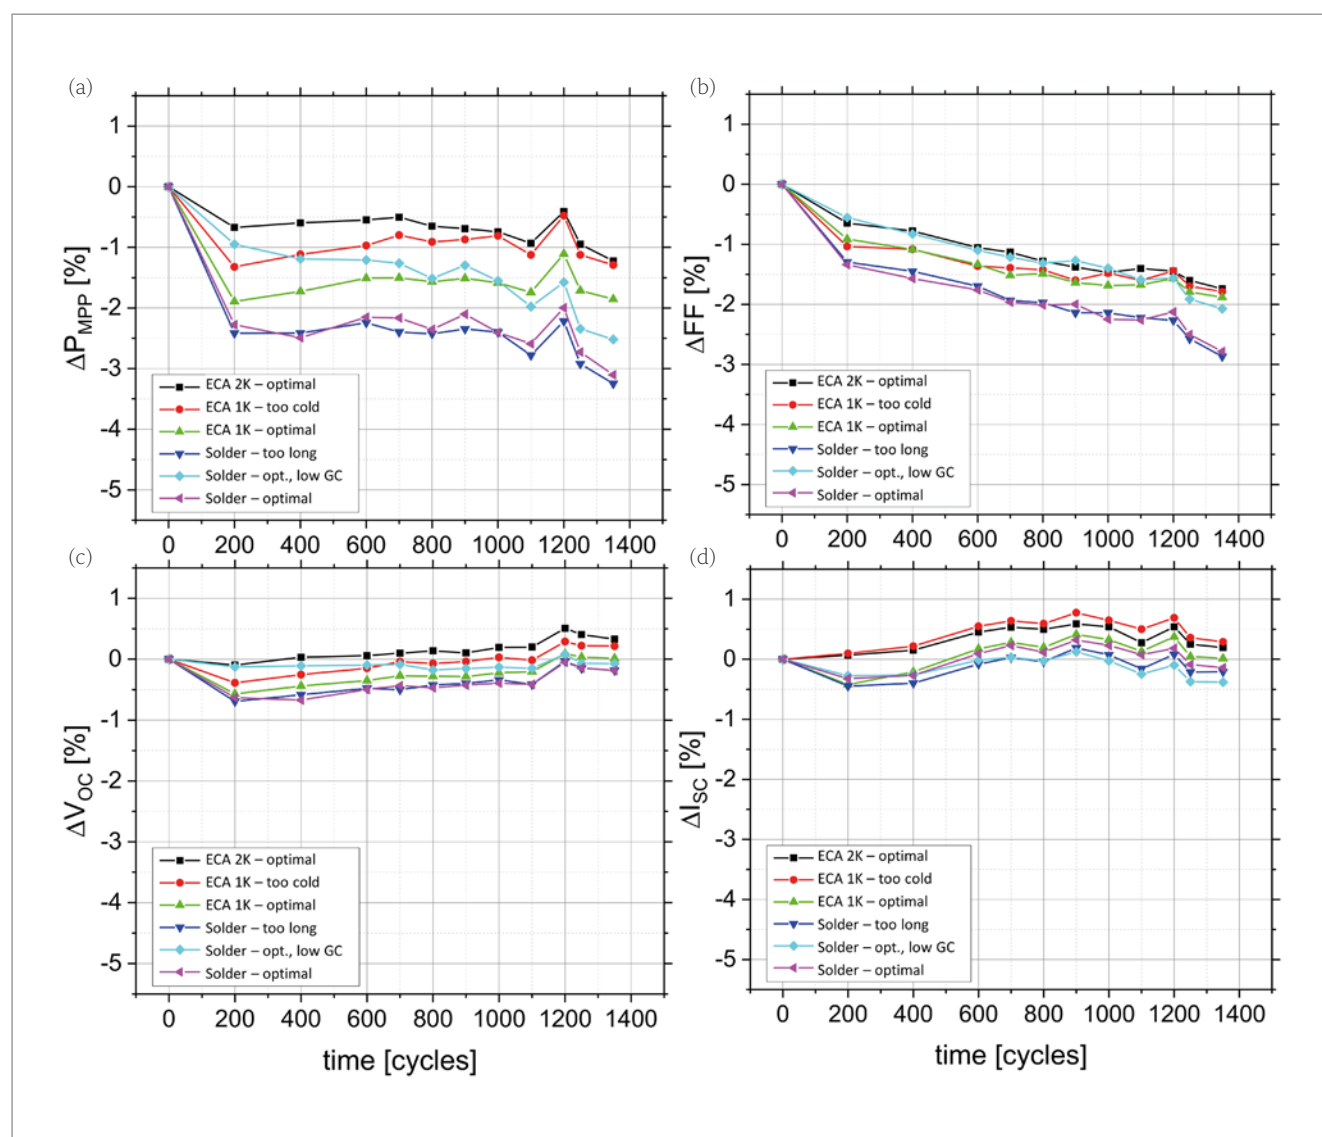 (a)
1
0
-1
-2
-3
-4
-5
ΔP_MPP [%]
ECA 2K – optimal
ECA 1K – too cold
ECA 1K – optimal
Solder – too long
Solder – opt., low GC
Solder – optimal
0 200 400 600 800 1000 1200 1400
(b)
1
0
-1
-2
-3
-4
-5
ΔFF [%]
ECA 2K – optimal
ECA 1K – too cold
ECA 1K – optimal
Solder – too long
Solder – opt., low GC
Solder – optimal
0 200 400 600 800 1000 1200 1400
(c)
1
0
-1
-2
-3
-4
-5
ΔV_OC [%]
ECA 2K – optimal
ECA 1K – too cold
ECA 1K – optimal
Solder – too long
Solder – opt., low GC
Solder – optimal
0 200 400 600 800 1000 1200 1400
time [cycles]
(d)
1
0
-1
-2
-3
-4
-5
ΔI_SC [%]
ECA 2K – optimal
ECA 1K – too cold
ECA 1K – optimal
Solder – too long
Solder – opt., low GC
Solder – optimal
0 200 400 600 800 1000 1200 1400
time [cycles]